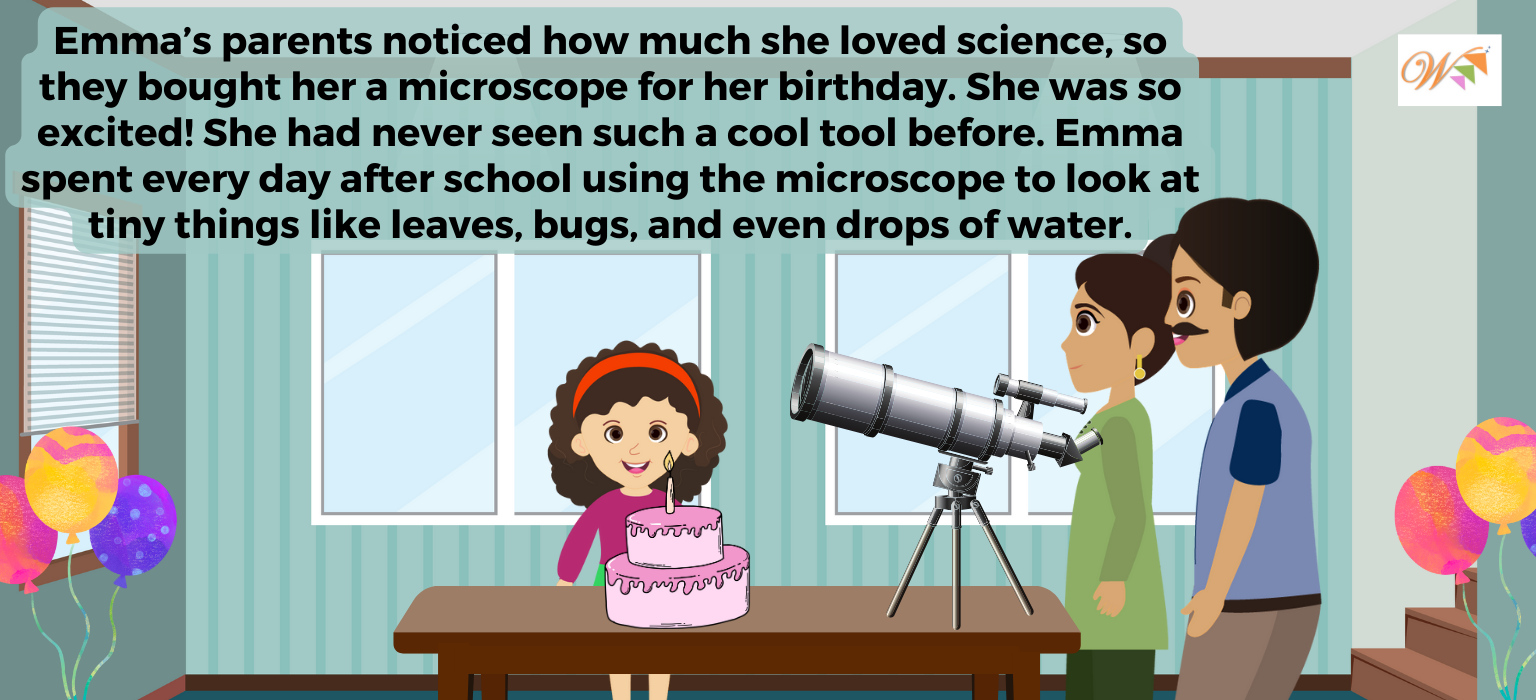 Emma’s parents noticed how much she loved science, so
they bought her a microscope for her birthday. She was so
excited! She had never seen such a cool tool before. Emma
spent every day after school using the microscope to look at
tiny things like leaves, bugs, and even drops of water.
W